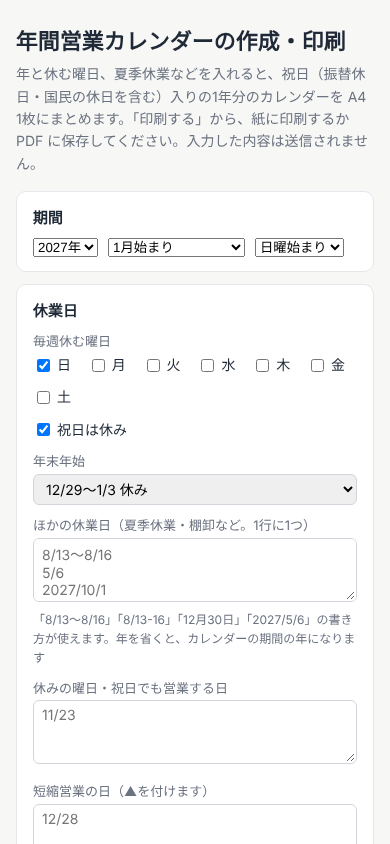 年間営業カレンダーの作成・印刷
年と休む曜日、夏季休業などを入れると、祝日（振替休
日・国民の休日を含む）入りの1年分のカレンダーを A4
1枚にまとめます。「印刷する」から、紙に印刷するか
PDF に保存してください。入力した内容は送信されませ
ん。
期間
2027年 1月始まり 日曜始まり
休業日
毎週休む曜日
日 月 火 水 木 金
土
祝日は休み
年末年始
12/29〜1/3 休み
ほかの休業日（夏季休業・棚卸など。1行に1つ）
8/13〜8/16
5/6
2027/10/1
「8/13〜8/16」「8/13-16」「12月30日」「2027/5/6」の書き
方が使えます。年を省くと、カレンダーの期間の年になりま
す
休みの曜日・祝日でも営業する日
11/23
短縮営業の日（▲を付けます）
12/28